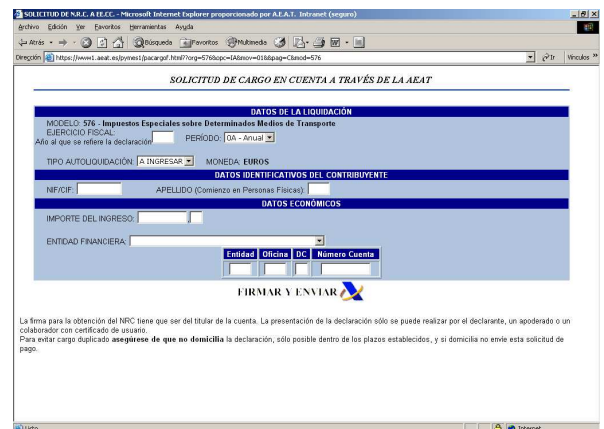 SOLICITUD DE N.R.C. A EE.CC. - Microsoft Internet Explorer proporcionado por A.E.A.T. Intranet (seguro)
Archivo Edición Ver Favoritos Herramientas Ayuda
Atrás Búsqueda Favoritos Multimedia
Dirección https://www1.aeat.es/pymes1/pacargof.html?org=576&opc=IA&mov=01&&pag=C&mod=576 Ir Vínculos »
SOLICITUD DE CARGO EN CUENTA A TRAVÉS DE LA AEAT
DATOS DE LA LIQUIDACIÓN
MODELO: 576 - Impuestos Especiales sobre Determinados Medios de Transporte
EJERCICIO FISCAL:
Año al que se refiere la declaración PERÍODO: 0A - Anual
TIPO AUTOLIQUIDACIÓN: A INGRESAR MONEDA: EUROS
DATOS IDENTIFICATIVOS DEL CONTRIBUYENTE
NIF/CIF: APELLIDO (Comienzo en Personas Físicas):
DATOS ECONÓMICOS
IMPORTE DEL INGRESO: ,
ENTIDAD FINANCIERA:
Entidad Oficina DC Número Cuenta
FIRMAR Y ENVIAR
La firma para la obtención del NRC tiene que ser del titular de la cuenta. La presentación de la declaración sólo se puede realizar por el declarante, un apoderado o un
colaborador con certificado de usuario.
Para evitar cargo duplicado asegúrese de que no domicilia la declaración, sólo posible dentro de los plazos establecidos, y si domicilia no envie esta solicitud de
pago.
Listo Internet